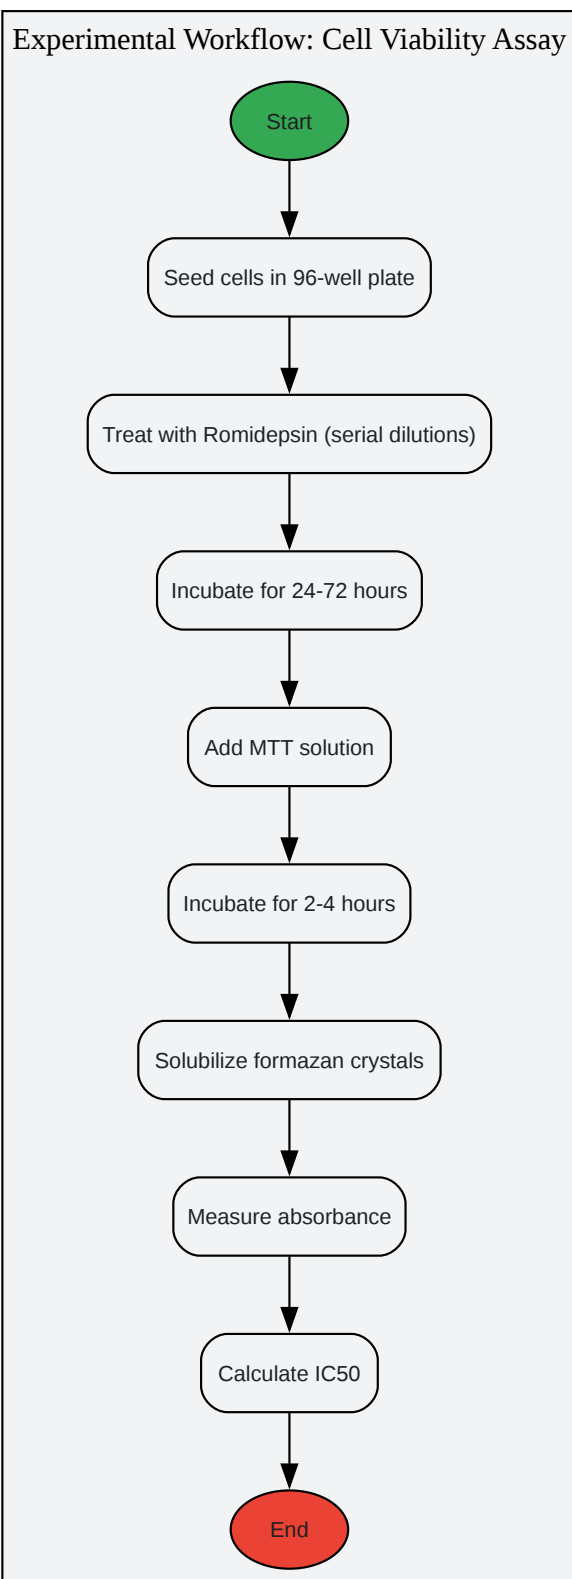 Experimental Workflow: Cell Viability Assay
Start
Seed cells in 96-well plate
Treat with Romidepsin (serial dilutions)
Incubate for 24-72 hours
Add MTT solution
Incubate for 2-4 hours
Solubilize formazan crystals
Measure absorbance
Calculate IC50
End